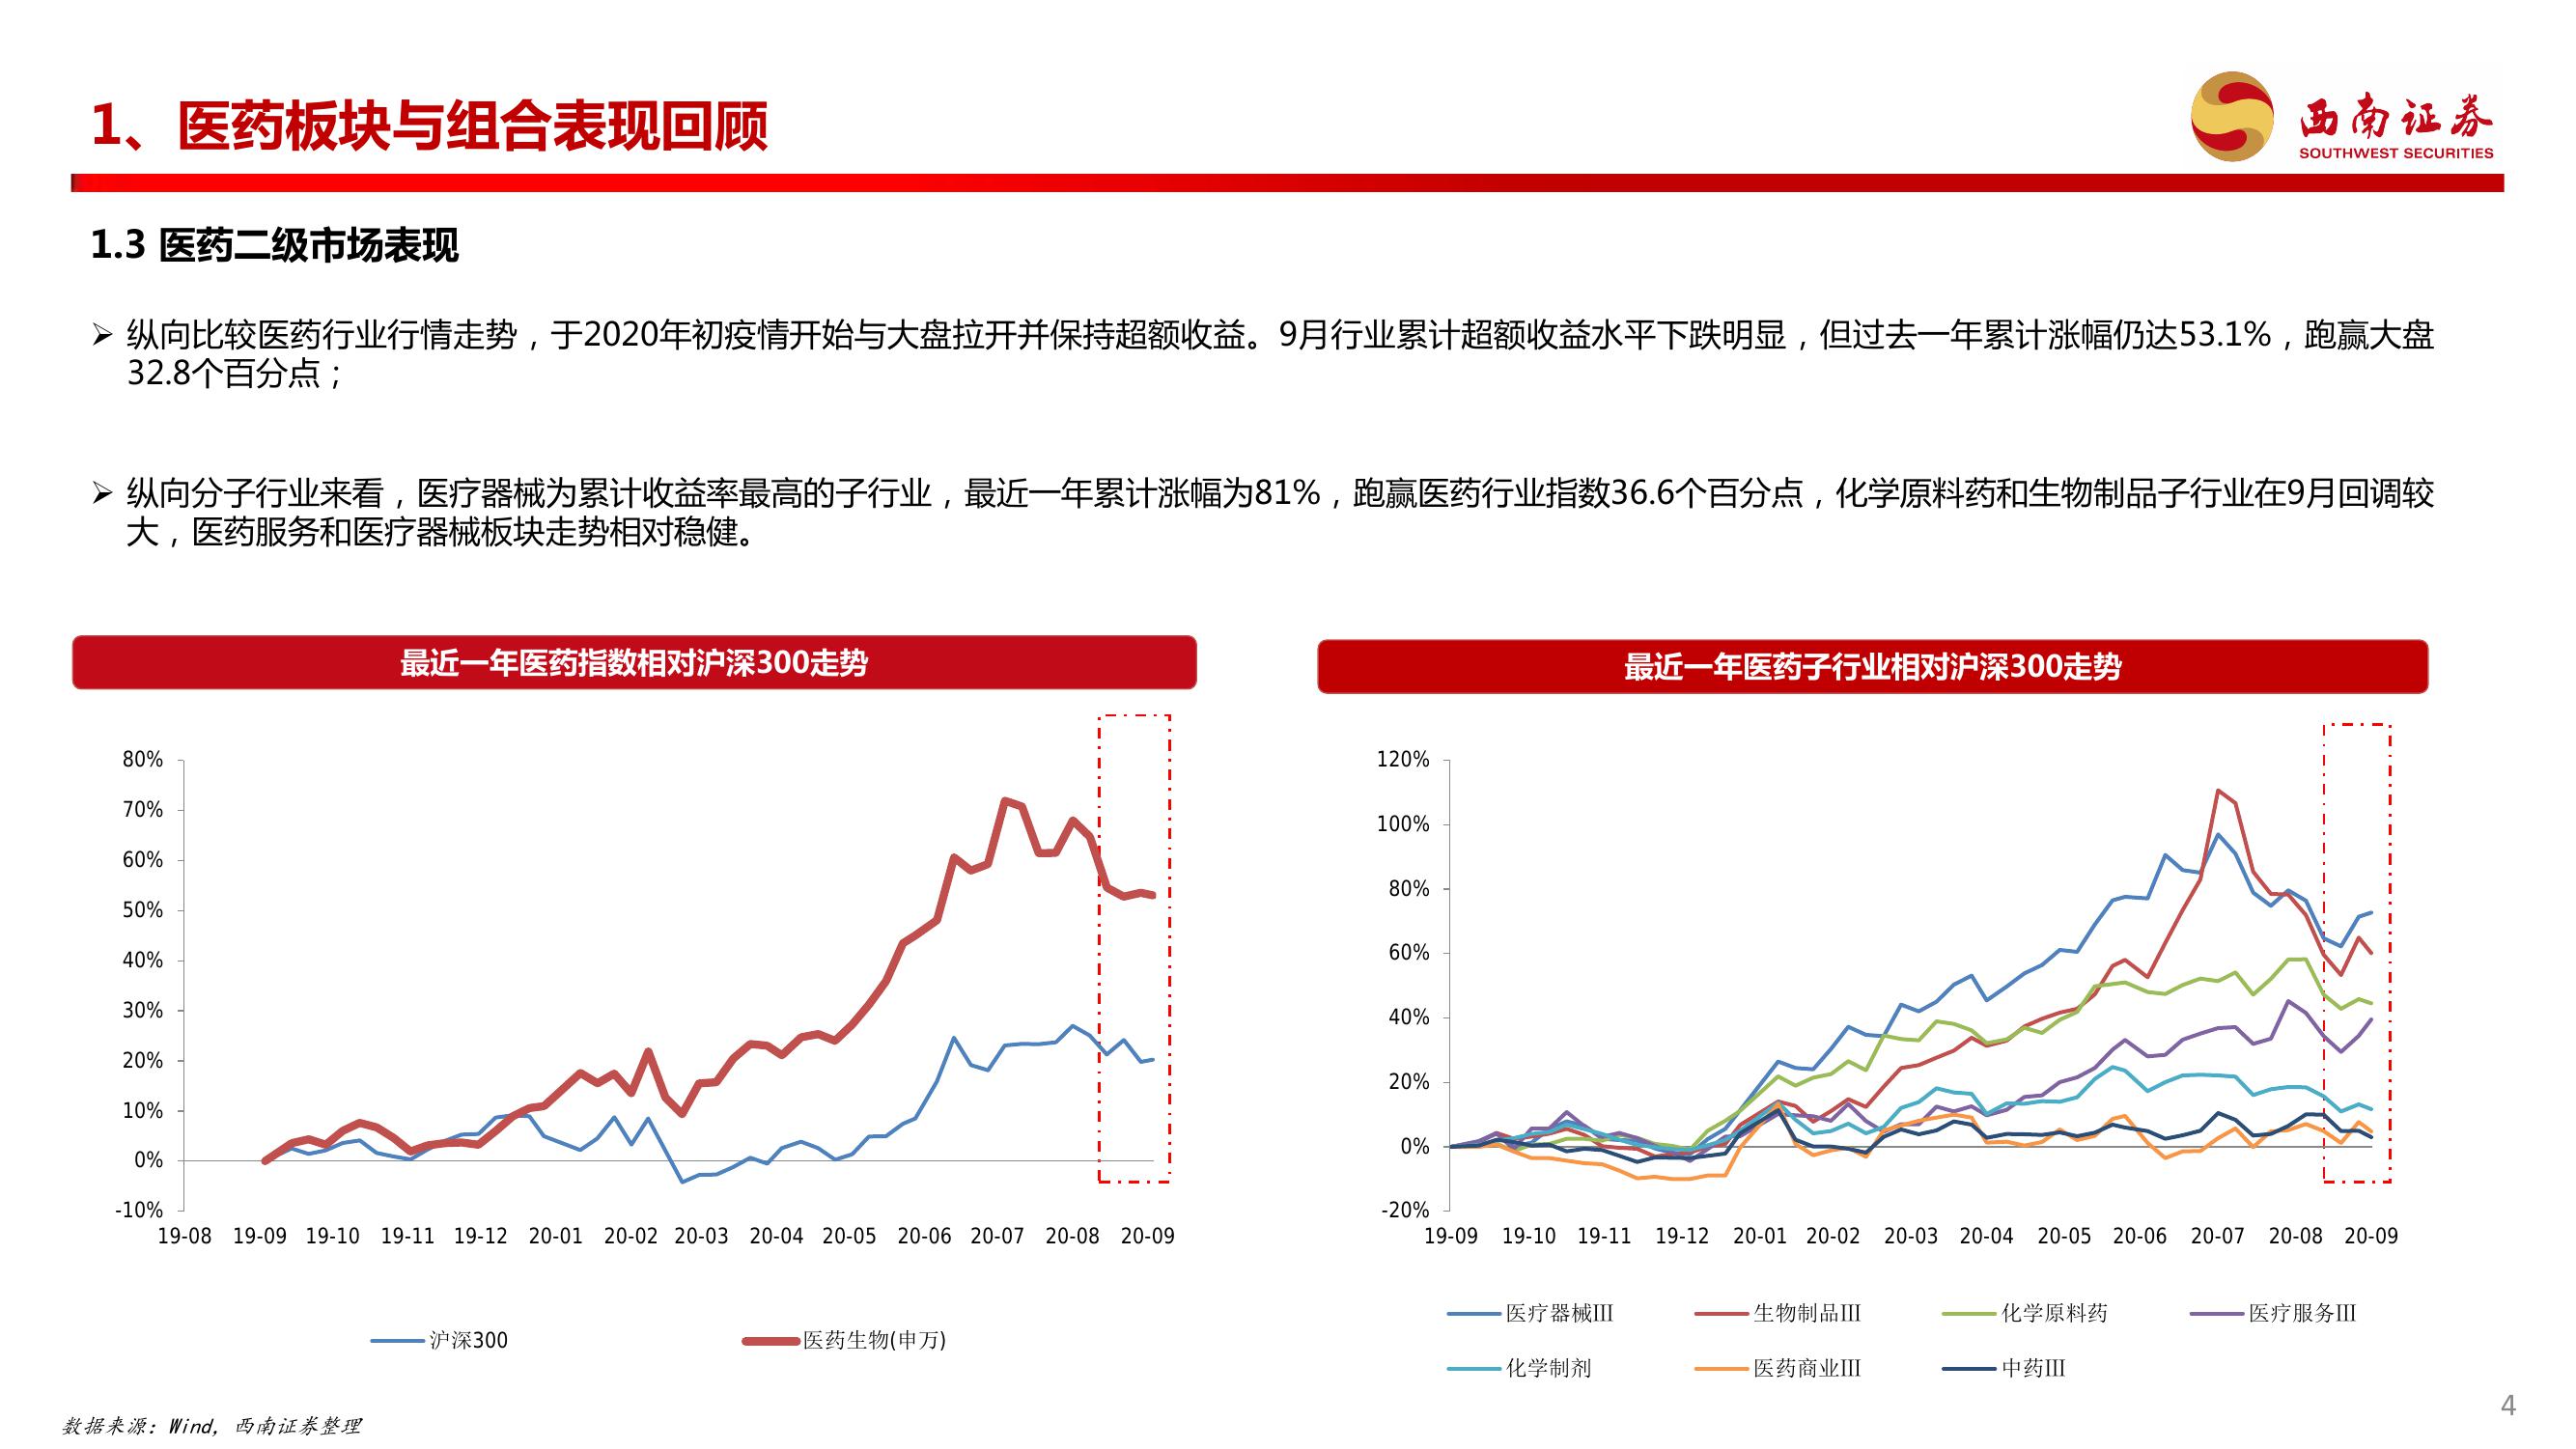 1、医药板块与组合表现回顾
西南证券
SOUTHWEST SECURITIES
1.3 医药二级市场表现
➢ 纵向比较医药行业行情走势，于2020年初疫情开始与大盘拉开并保持超额收益。9月行业累计超额收益水平下跌明显，但过去一年累计涨幅仍达53.1%，跑赢大盘
32.8个百分点；
➢ 纵向分子行业来看，医疗器械为累计收益率最高的子行业，最近一年累计涨幅为81%，跑赢医药行业指数36.6个百分点，化学原料药和生物制品子行业在9月回调较
大，医药服务和医疗器械板块走势相对稳健。
最近一年医药指数相对沪深300走势
80%
70%
60%
50%
40%
30%
20%
10%
0%
-10%
19-08 19-09 19-10 19-11 19-12 20-01 20-02 20-03 20-04 20-05 20-06 20-07 20-08 20-09
沪深300 医药生物(申万)
最近一年医药子行业相对沪深300走势
120%
100%
80%
60%
40%
20%
0%
-20%
19-09 19-10 19-11 19-12 20-01 20-02 20-03 20-04 20-05 20-06 20-07 20-08 20-09
医疗器械Ⅲ 生物制品Ⅲ 化学原料药 医疗服务Ⅲ
化学制剂 医药商业Ⅲ 中药Ⅲ
数据来源：Wind，西南证券整理
4